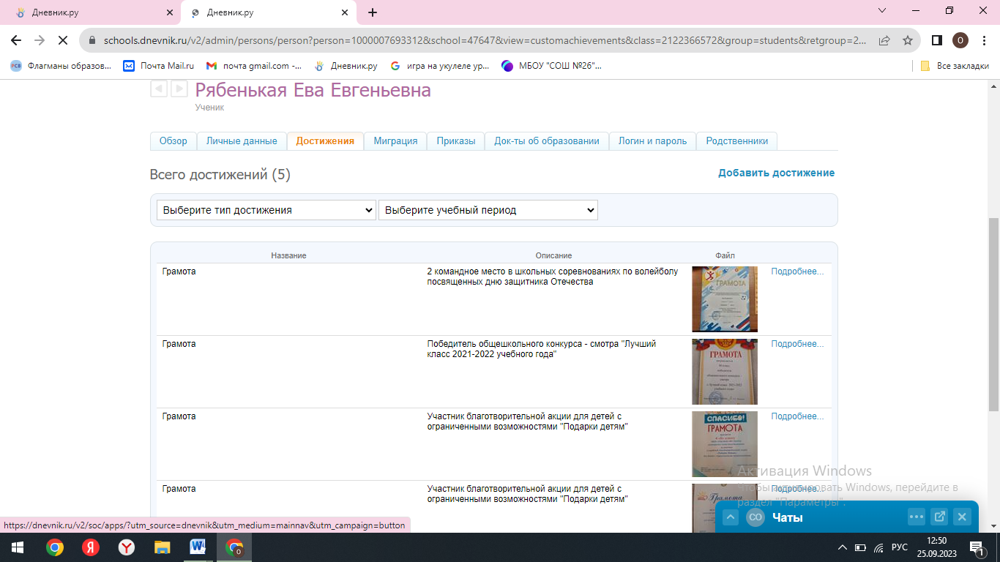 Дневник.ру
Дневник.ру
schools.dnevnik.ru/v2/admin/persons/person?person=1000007693312&school=47647&view=customachievements&class=2122366572&group=students&retgroup=2...
О
Флагманы образов...
Почта Mail.ru
почта gmail.com -...
Дневник.ру
игра на укулеле ур...
МБОУ "СОШ №26"...
Все закладки
Рябенькая Ева Евгеньевна
Ученик
Обзор
Личные данные
Достижения
Миграция
Приказы
Док-ты об образовании
Логин и пароль
Родственники
Всего достижений (5)
Добавить достижение
Выберите тип достижения
Выберите учебный период
Название
Описание
Файл
Грамота
2 командное место в школьных соревнованиях по волейболу
посвященных дню защитника Отечества
ГРАМОТА
Подробнее...
Грамота
Победитель общешкольного конкурса - смотра "Лучший
класс 2021-2022 учебного года"
ГРАМОТА
Подробнее...
Грамота
Участник благотворительной акции для детей с
ограниченными возможностями "Подарки детям"
СПАСИБО!
ГРАМОТА
Подробнее...
Грамота
Участник благотворительной акции для детей с
ограниченными возможностями "Подарки детям"
Грамота
Подробнее...
Активация Windows
Чтобы активировать Windows, перейдите в
раздел "Параметры".
СО
Чаты
https://dnevnik.ru/v2/soc/apps/?utm_source=dnevnik&utm_medium=mainnav&utm_campaign=button
РУС
12:50
25.09.2023
1